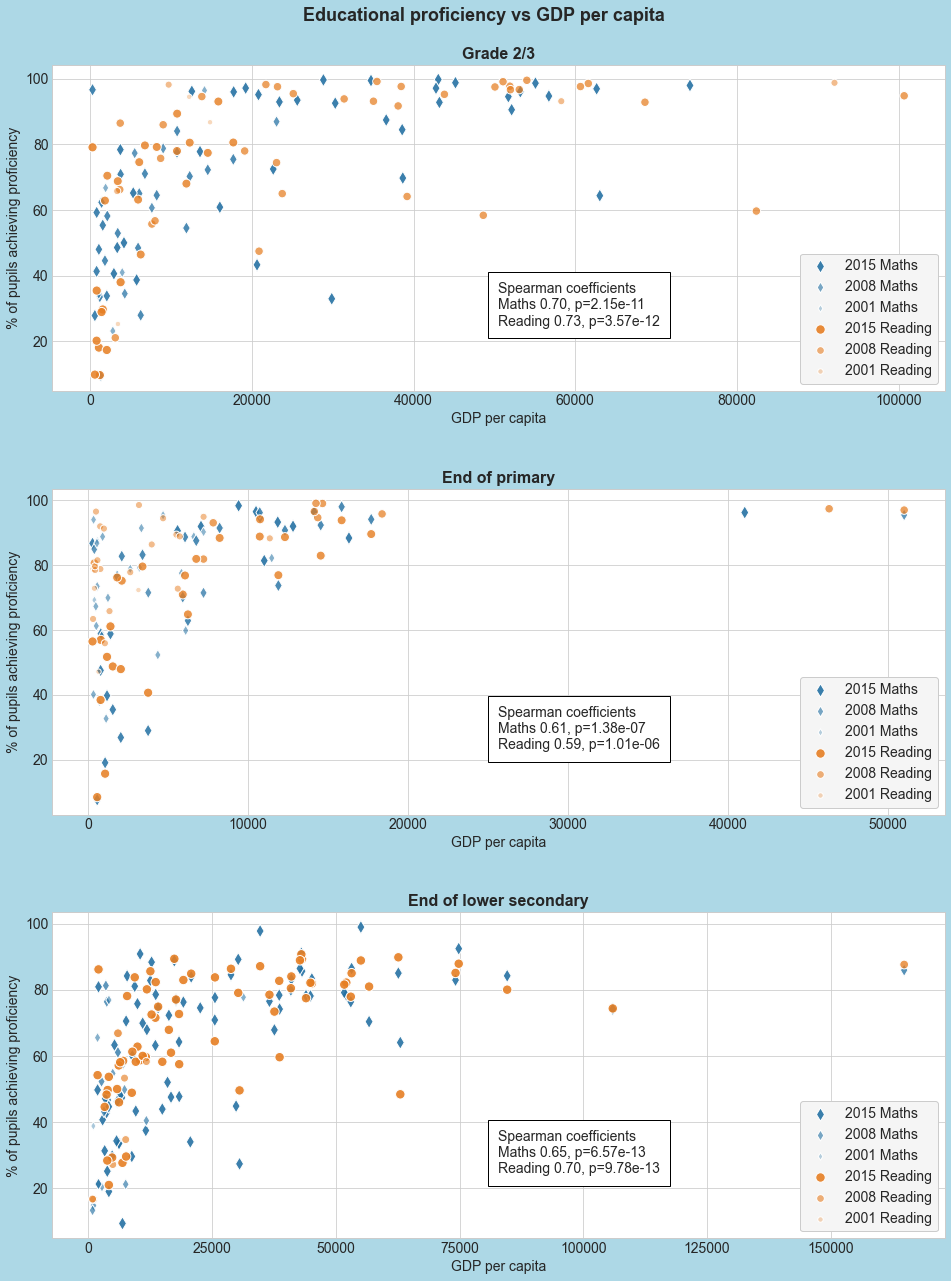 Educational proficiency vs GDP per capita
Grade 2/3
100
80
60
40
20
% of pupils achieving proficiency
Spearman coefficients
Maths 0.70, p=2.15e-11
Reading 0.73, p=3.57e-12
2015 Maths
2008 Maths
2001 Maths
2015 Reading
2008 Reading
2001 Reading
0 20000 40000 60000 80000 100000
GDP per capita
End of primary
100
80
60
40
20
% of pupils achieving proficiency
Spearman coefficients
Maths 0.61, p=1.38e-07
Reading 0.59, p=1.01e-06
2015 Maths
2008 Maths
2001 Maths
2015 Reading
2008 Reading
2001 Reading
0 10000 20000 30000 40000 50000
GDP per capita
End of lower secondary
100
80
60
40
20
% of pupils achieving proficiency
Spearman coefficients
Maths 0.65, p=6.57e-13
Reading 0.70, p=9.78e-13
2015 Maths
2008 Maths
2001 Maths
2015 Reading
2008 Reading
2001 Reading
0 25000 50000 75000 100000 125000 150000
GDP per capita